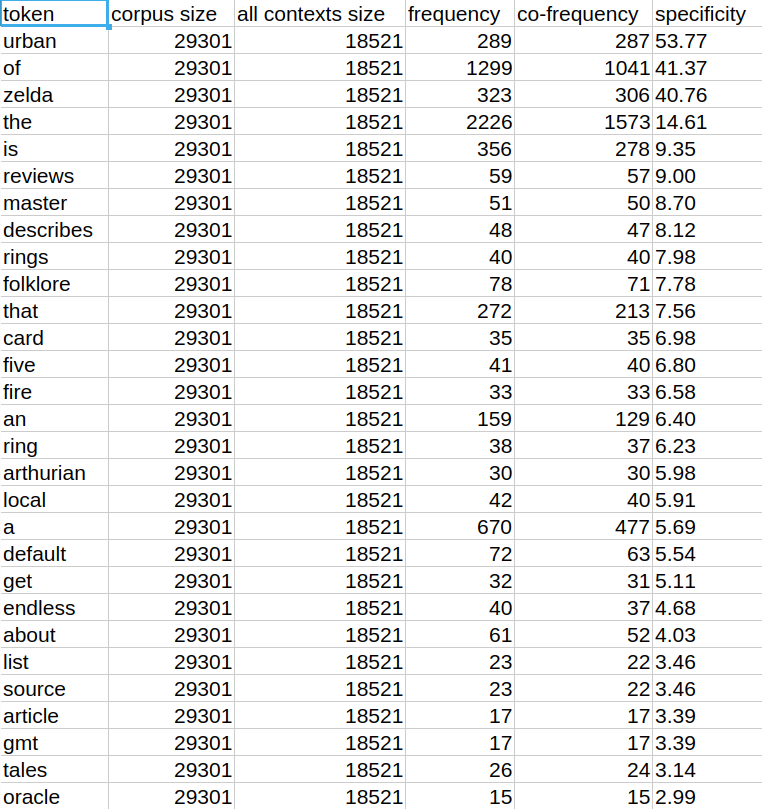 token corpus size all contexts size frequency co-frequency specificity
urban 29301 18521 289 287 53.77
of 29301 18521 1299 1041 41.37
zelda 29301 18521 323 306 40.76
the 29301 18521 2226 1573 14.61
is 29301 18521 356 278 9.35
reviews 29301 18521 59 57 9.00
master 29301 18521 51 50 8.70
describes 29301 18521 48 47 8.12
rings 29301 18521 40 40 7.98
folklore 29301 18521 78 71 7.78
that 29301 18521 272 213 7.56
card 29301 18521 35 35 6.98
five 29301 18521 41 40 6.80
fire 29301 18521 33 33 6.58
an 29301 18521 159 129 6.40
ring 29301 18521 38 37 6.23
arthurian 29301 18521 30 30 5.98
local 29301 18521 42 40 5.91
a 29301 18521 670 477 5.69
default 29301 18521 72 63 5.54
get 29301 18521 32 31 5.11
endless 29301 18521 40 37 4.68
about 29301 18521 61 52 4.03
list 29301 18521 23 22 3.46
source 29301 18521 23 22 3.46
article 29301 18521 17 17 3.39
gmt 29301 18521 17 17 3.39
tales 29301 18521 26 24 3.14
oracle 29301 18521 15 15 2.99